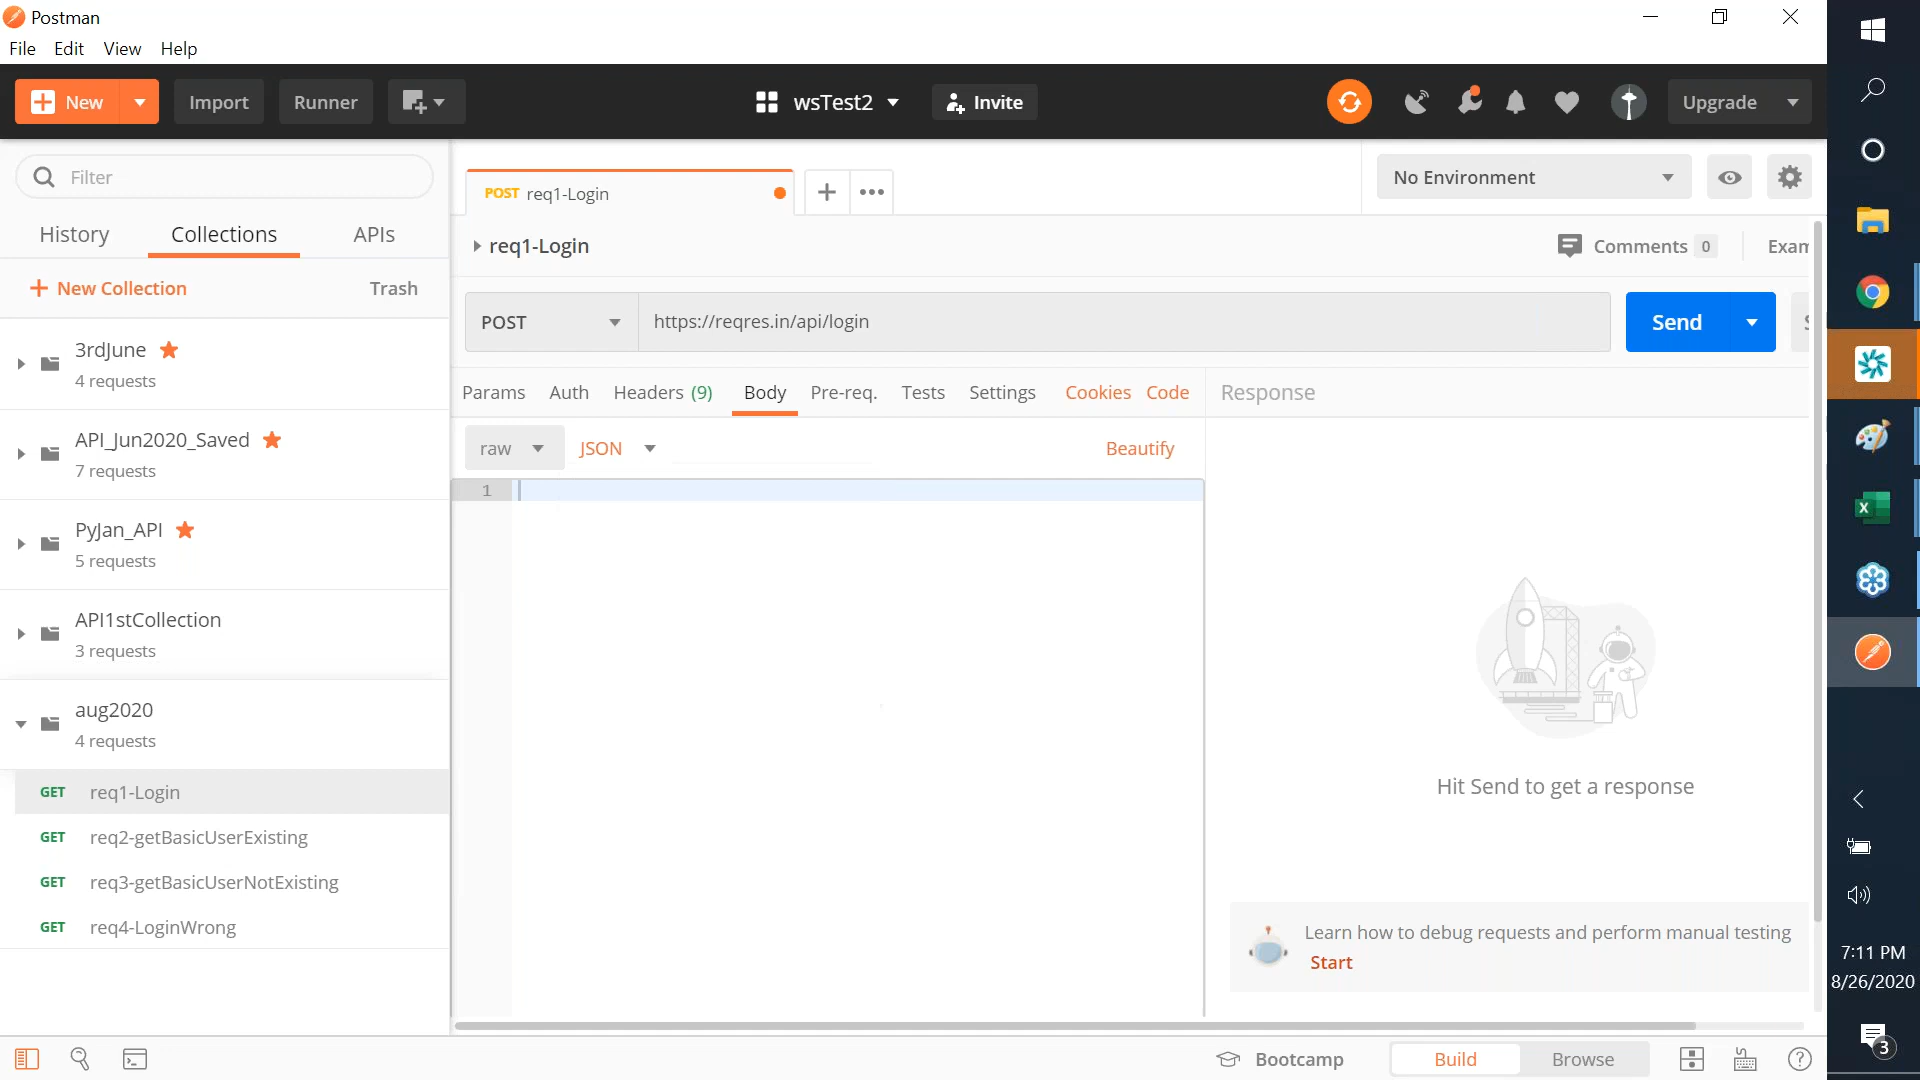 Postman
File Edit View Help
New Import Runner wsTest2 Invite Upgrade
Filter
History Collections APIs
New Collection Trash
3rdJune
4 requests
API_Jun2020_Saved
7 requests
PyJan_API
5 requests
API1stCollection
3 requests
aug2020
4 requests
GET req1-Login
GET req2-getBasicUserExisting
GET req3-getBasicUserNotExisting
GET req4-LoginWrong
POST req1-Login
No Environment
req1-Login
Comments 0 Exam
POST https://reqres.in/api/login Send
Params Auth Headers (9) Body Pre-req. Tests Settings Cookies Code
Response
raw JSON Beautify
1
Hit Send to get a response
Learn how to debug requests and perform manual testing
Start
Bootcamp Build Browse
7:11 PM
8/26/2020
3